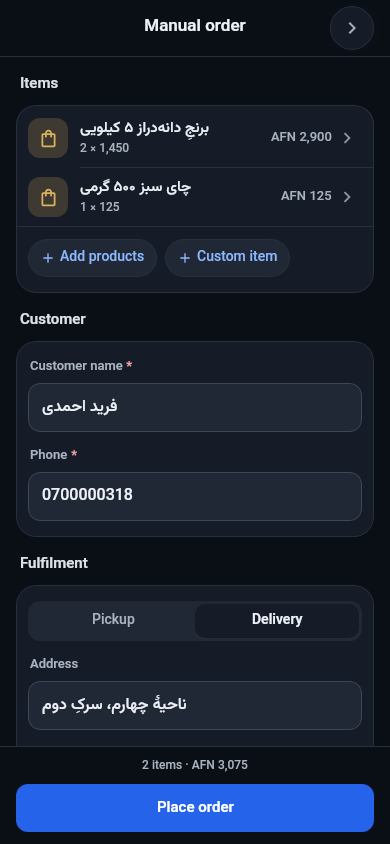 Manual order
Items
برنجِ دانه‌دراز ۵ کیلویی
2 × 1,450
AFN 2,900
چای سبز ۵۰۰ گرمی
1 × 125
AFN 125
+ Add products
+ Custom item
Customer
Customer name *
فرید احمدی
Phone *
0700000318
Fulfilment
Pickup
Delivery
Address
ناحیهٔ چهارم، سرکِ دوم
2 items · AFN 3,075
Place order